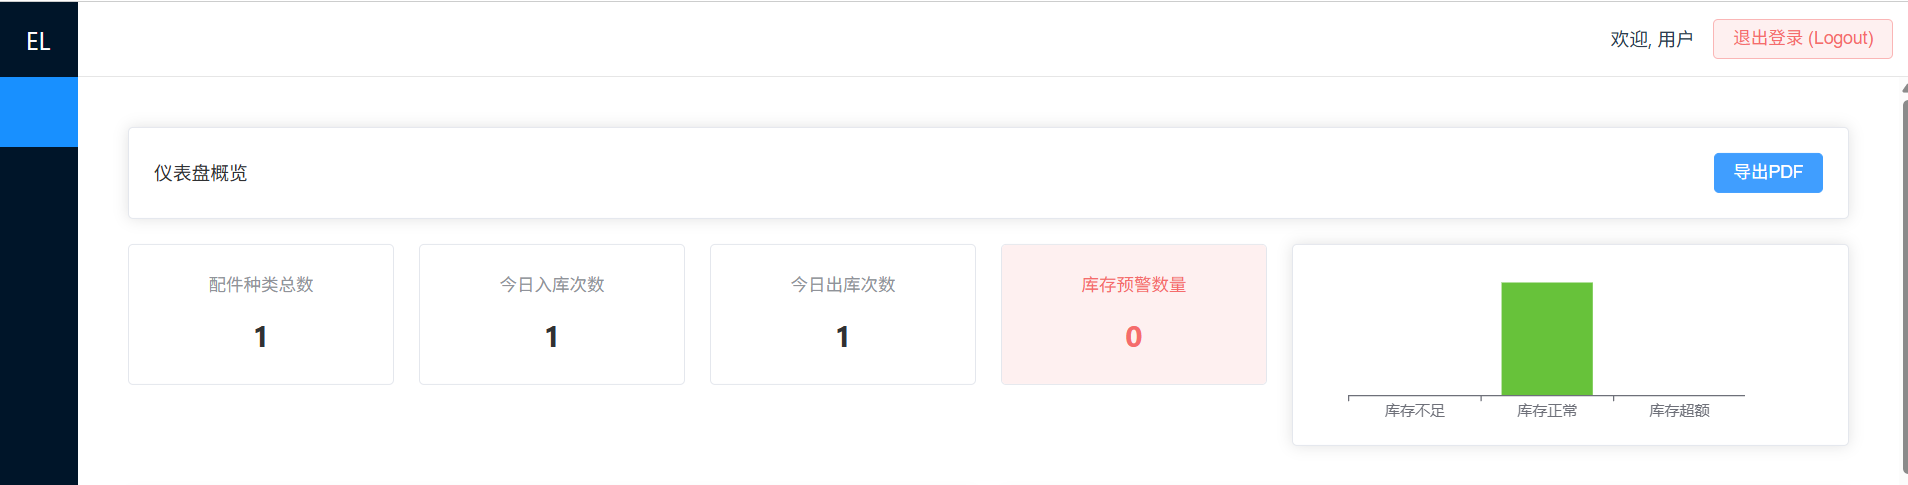 EL
欢迎, 用户
退出登录 (Logout)
仪表盘概览
导出PDF
配件种类总数
1
今日入库次数
1
今日出库次数
1
库存预警数量
0
库存不足
库存正常
库存超额